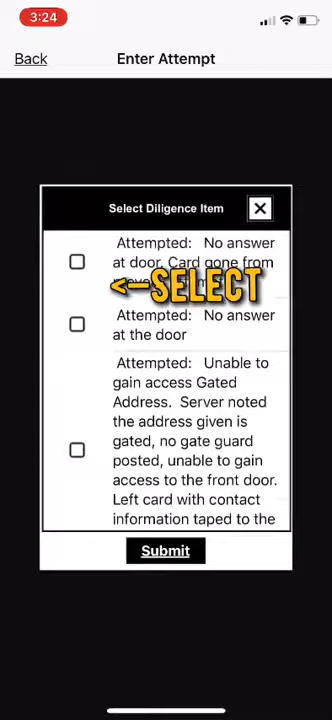 3:24
Back
Enter Attempt
Select Diligence Item
Attempted: No answer
at door. Card gone from
<-SELECT
Attempted: No answer
at the door
Attempted: Unable to
gain access Gated
Address. Server noted
the address given is
gated, no gate guard
posted, unable to gain
access to the front door.
Left card with contact
information taped to the
Submit